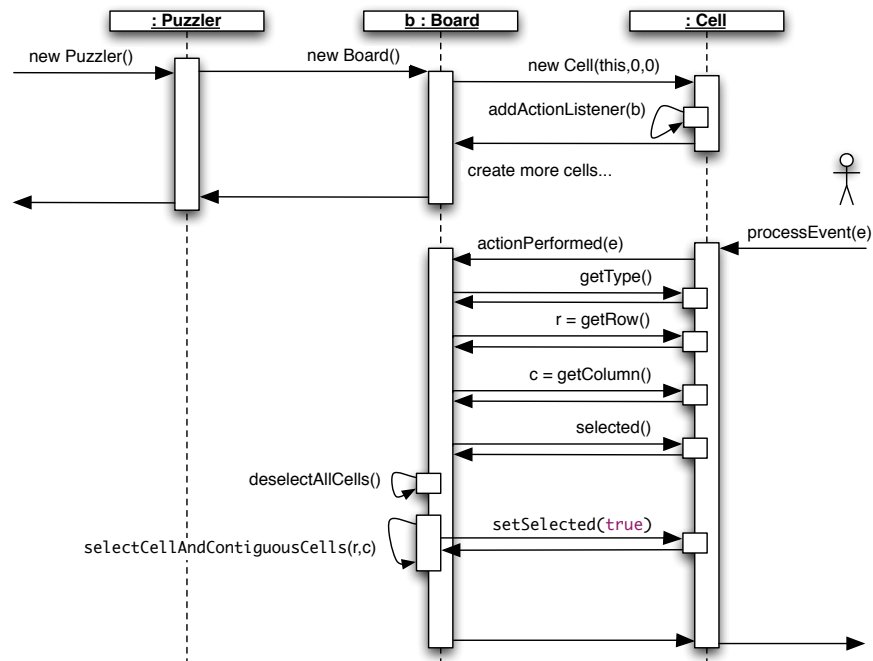 : Puzzler
b : Board
: Cell
new Puzzler()
new Board()
new Cell(this,0,0)
addActionListener(b)
create more cells...
processEvent(e)
actionPerformed(e)
getType()
r = getRow()
c = getColumn()
selected()
deselectAllCells()
setSelected(true)
selectCellAndContiguousCells(r,c)